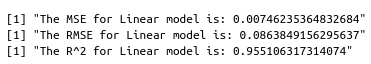 [1] "The MSE for Linear model is: 0.00746235364832684"
[1] "The RMSE for Linear model is: 0.0863849156295637"
[1] "The R^2 for Linear model is: 0.955106317314074"